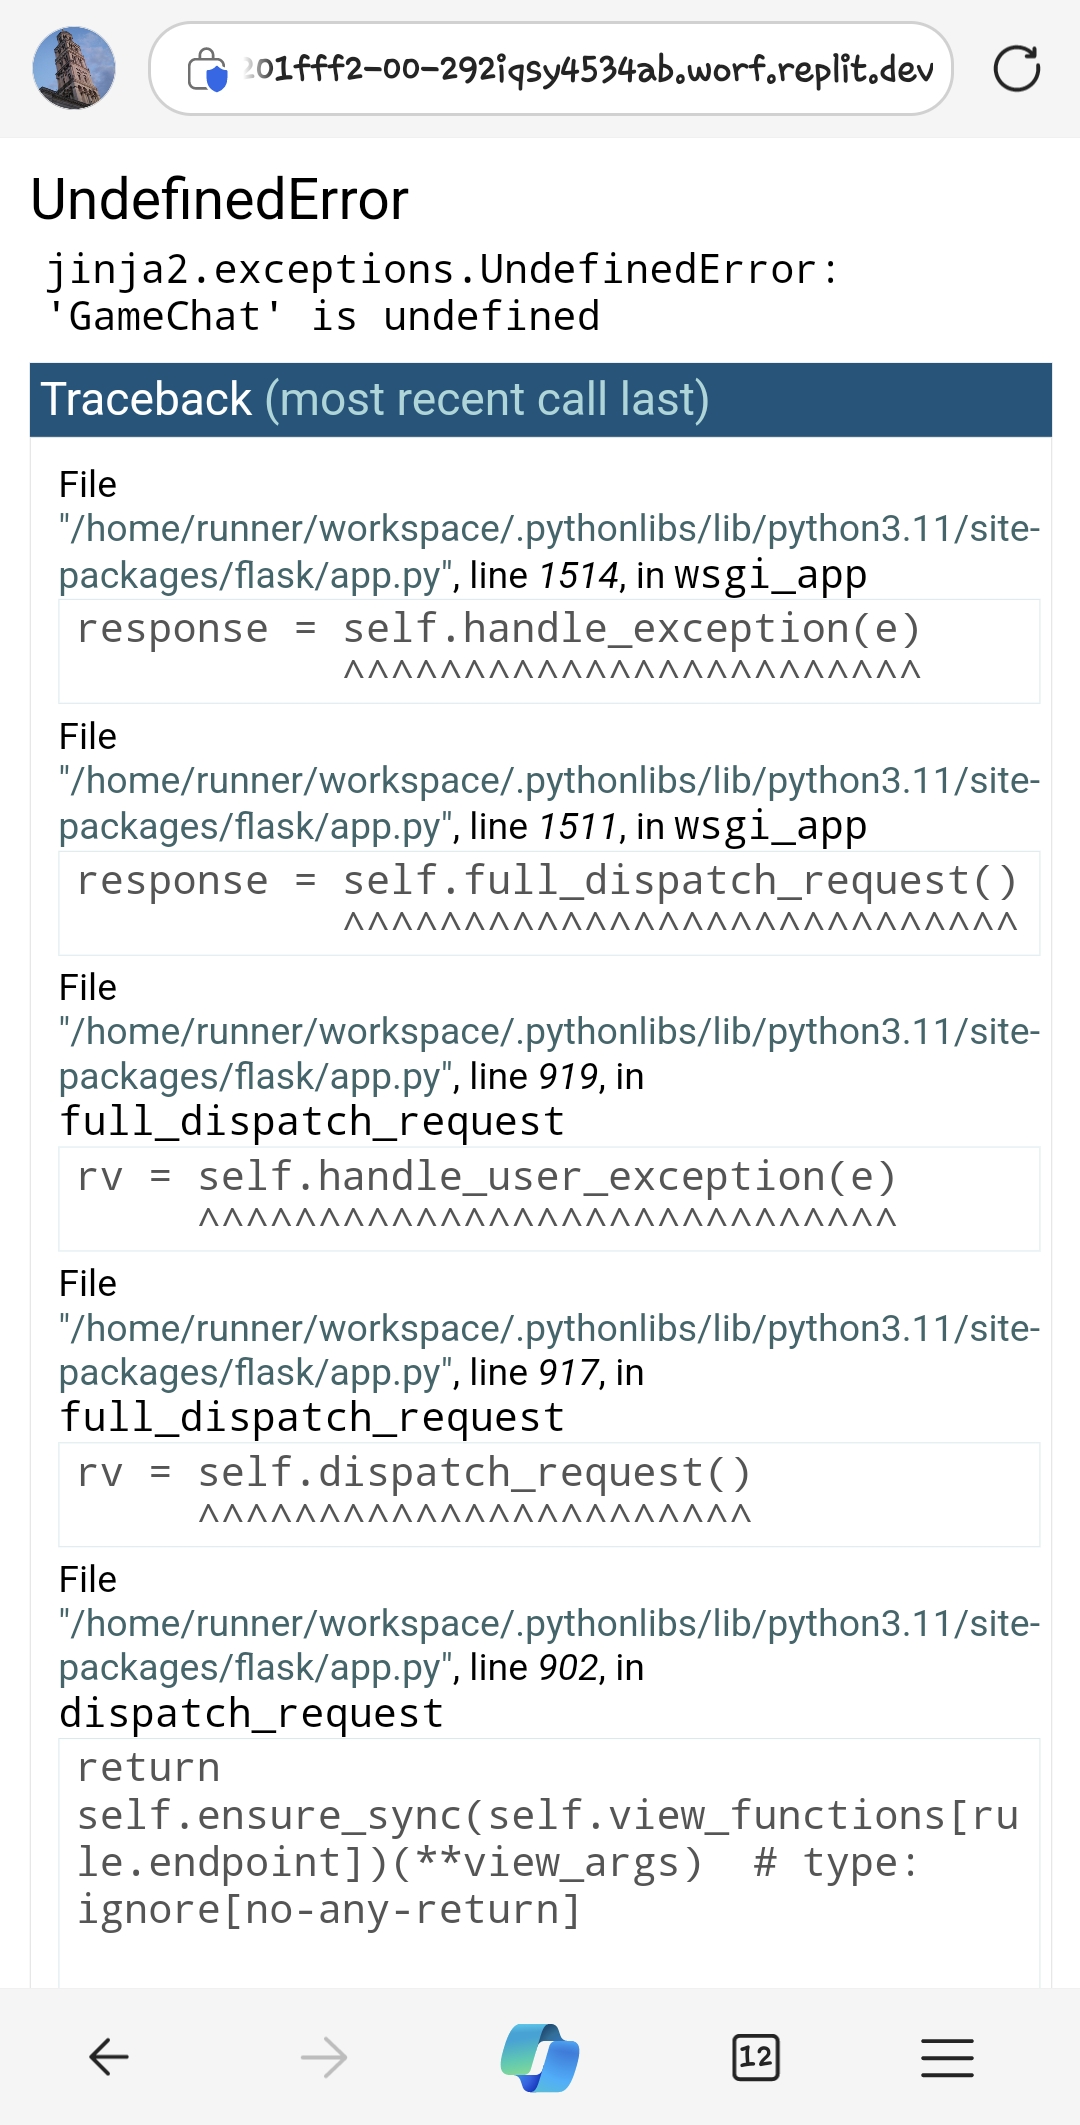 201fff2-00-292iqsy4534ab.worf.replit.dev
UndefinedError
jinja2.exceptions.UndefinedError:
'GameChat' is undefined
Traceback (most recent call last)
File
"/home/runner/workspace/.pythonlibs/lib/python3.11/site-
packages/flask/app.py", line 1514, in wsgi_app
response = self.handle_exception(e)
^^^^^^^^^^^^^^^^^^^^^^^^
File
"/home/runner/workspace/.pythonlibs/lib/python3.11/site-
packages/flask/app.py", line 1511, in wsgi_app
response = self.full_dispatch_request()
^^^^^^^^^^^^^^^^^^^^^^^^^^^^
File
"/home/runner/workspace/.pythonlibs/lib/python3.11/site-
packages/flask/app.py", line 919, in
full_dispatch_request
rv = self.handle_user_exception(e)
^^^^^^^^^^^^^^^^^^^^^^^^^^^^^
File
"/home/runner/workspace/.pythonlibs/lib/python3.11/site-
packages/flask/app.py", line 917, in
full_dispatch_request
rv = self.dispatch_request()
^^^^^^^^^^^^^^^^^^^^^^^
File
"/home/runner/workspace/.pythonlibs/lib/python3.11/site-
packages/flask/app.py", line 902, in
dispatch_request
return
self.ensure_sync(self.view_functions[ru
le.endpoint])(**view_args)  # type:
ignore[no-any-return]
12